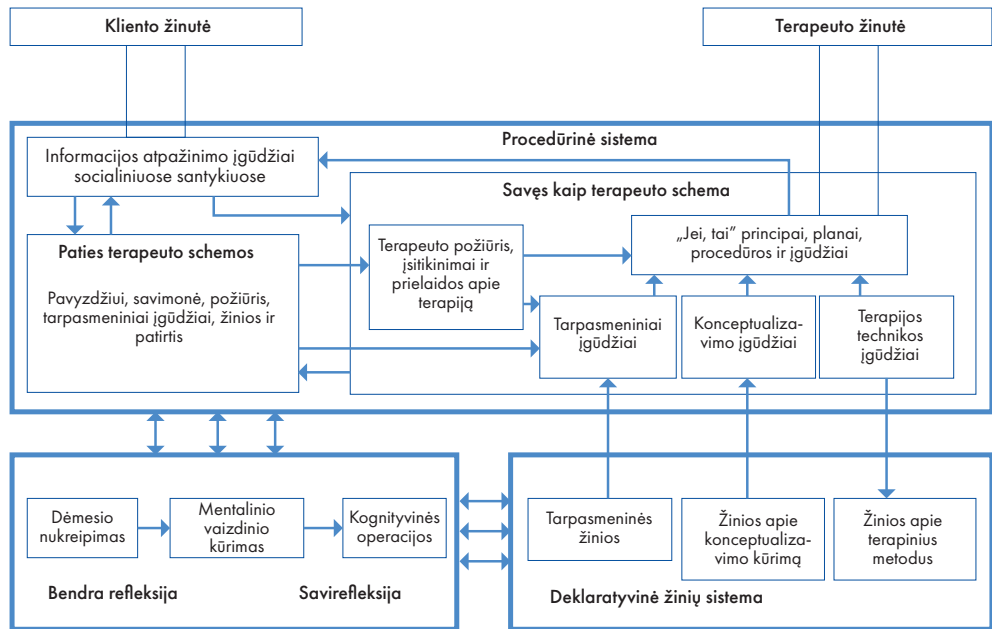 Kliento žinutė
Terapeuto žinutė
Procedūrinė sistema
Informacijos atpažinimo įgūdžiai
socialiniuose santykiuose
Savęs kaip terapeuto schema
Paties terapeuto schemos
Pavyzdžiui, savimonė, požiūris,
tarpasmeniniai įgūdžiai, žinios ir
patirtis
Terapeuto požiūris,
įsitikinimai ir
prielaidos apie
terapiją
„Jei, tai” principai, planai,
procedūros ir įgūdžiai
Tarpasmeniniai
įgūdžiai
Konceptualiza-
vimo įgūdžiai
Terapijos
technikos
įgūdžiai
Dėmesio
nukreipimas
Mentalinio
vaizdinio
kūrimas
Kognityvinės
operacijos
Bendra refleksija
Savirefleksija
Tarpasmeninės
žinios
Žinios apie
konceptualiza-
vimo kūrimą
Žinios apie
terapinius
metodus
Deklaratyvinė žinių sistema